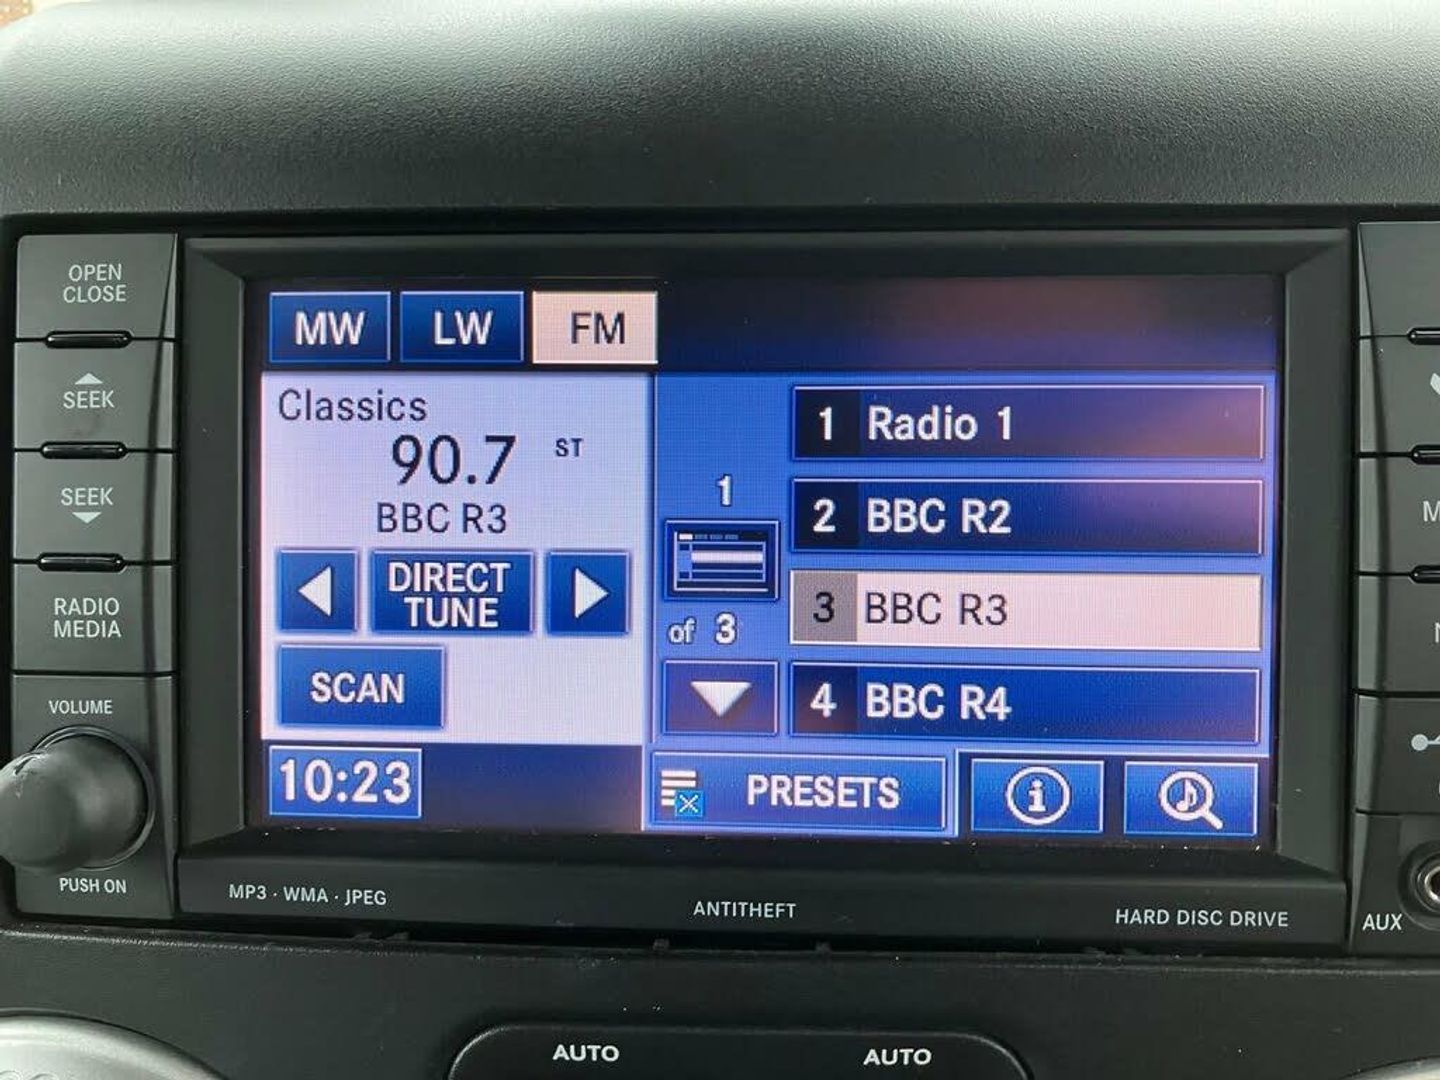 OPEN
CLOSE
SEEK
SEEK
RADIO
MEDIA
VOLUME
PUSH ON
MW
LW
FM
Classics
90.7 ST
BBC R3
DIRECT
TUNE
SCAN
10:23
1
of 3
1 Radio 1
2 BBC R2
3 BBC R3
4 BBC R4
PRESETS
MP3 · WMA · JPEG
ANTITHEFT
HARD DISC DRIVE
AUX
AUTO
AUTO